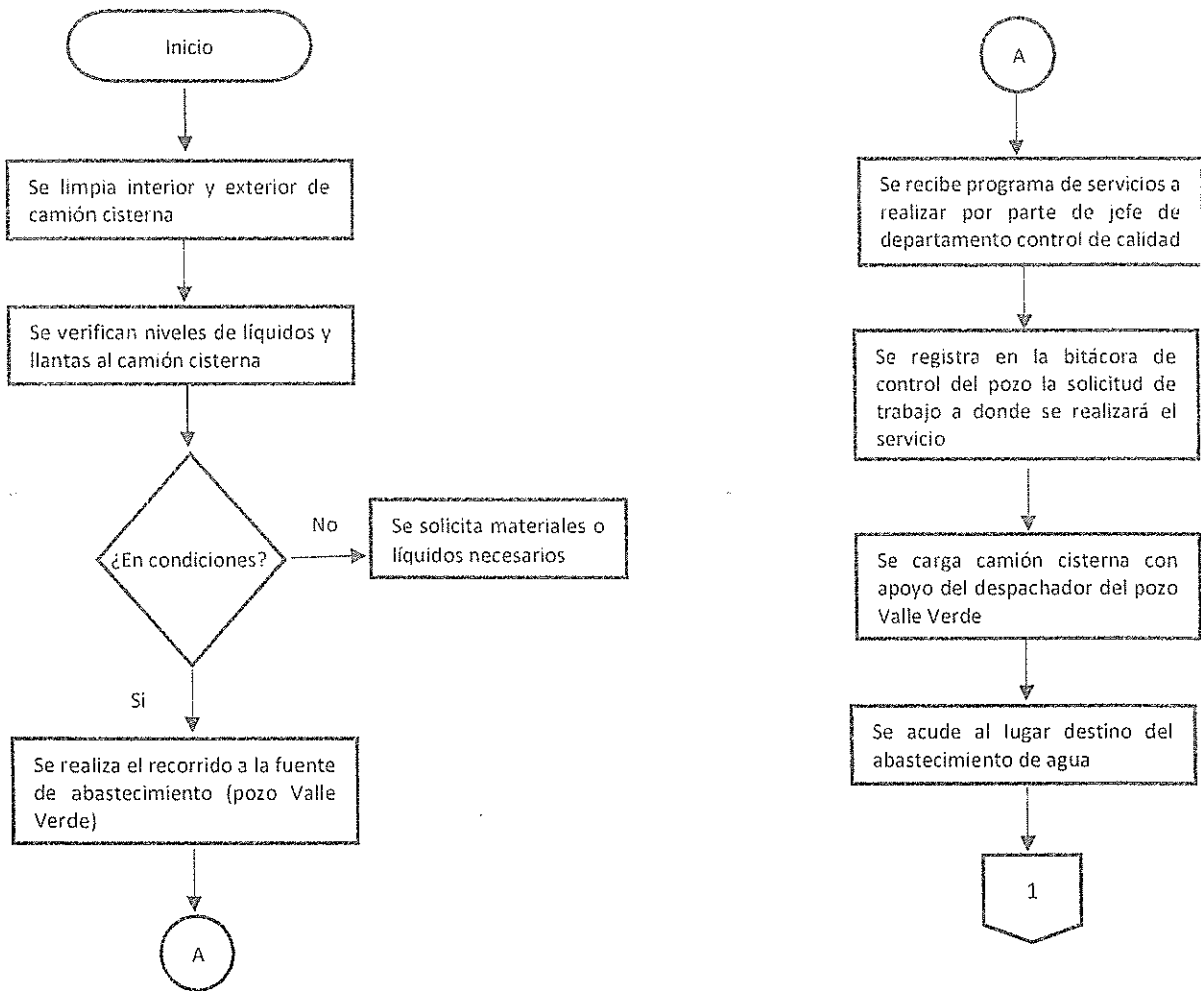 Inicio
Se limpia interior y exterior de
camión cisterna
Se verifican niveles de líquidos y
llantas al camión cisterna
¿En condiciones?
No
Se solicita materiales o
líquidos necesarios
Si
Se realiza el recorrido a la fuente
de abastecimiento (pozo Valle
Verde)
A
A
Se recibe programa de servicios a
realizar por parte de jefe de
departamento control de calidad
Se registra en la bitácora de
control del pozo la solicitud de
trabajo a donde se realizará el
servicio
Se carga camión cisterna con
apoyo del despachador del pozo
Valle Verde
Se acude al lugar destino del
abastecimiento de agua
1